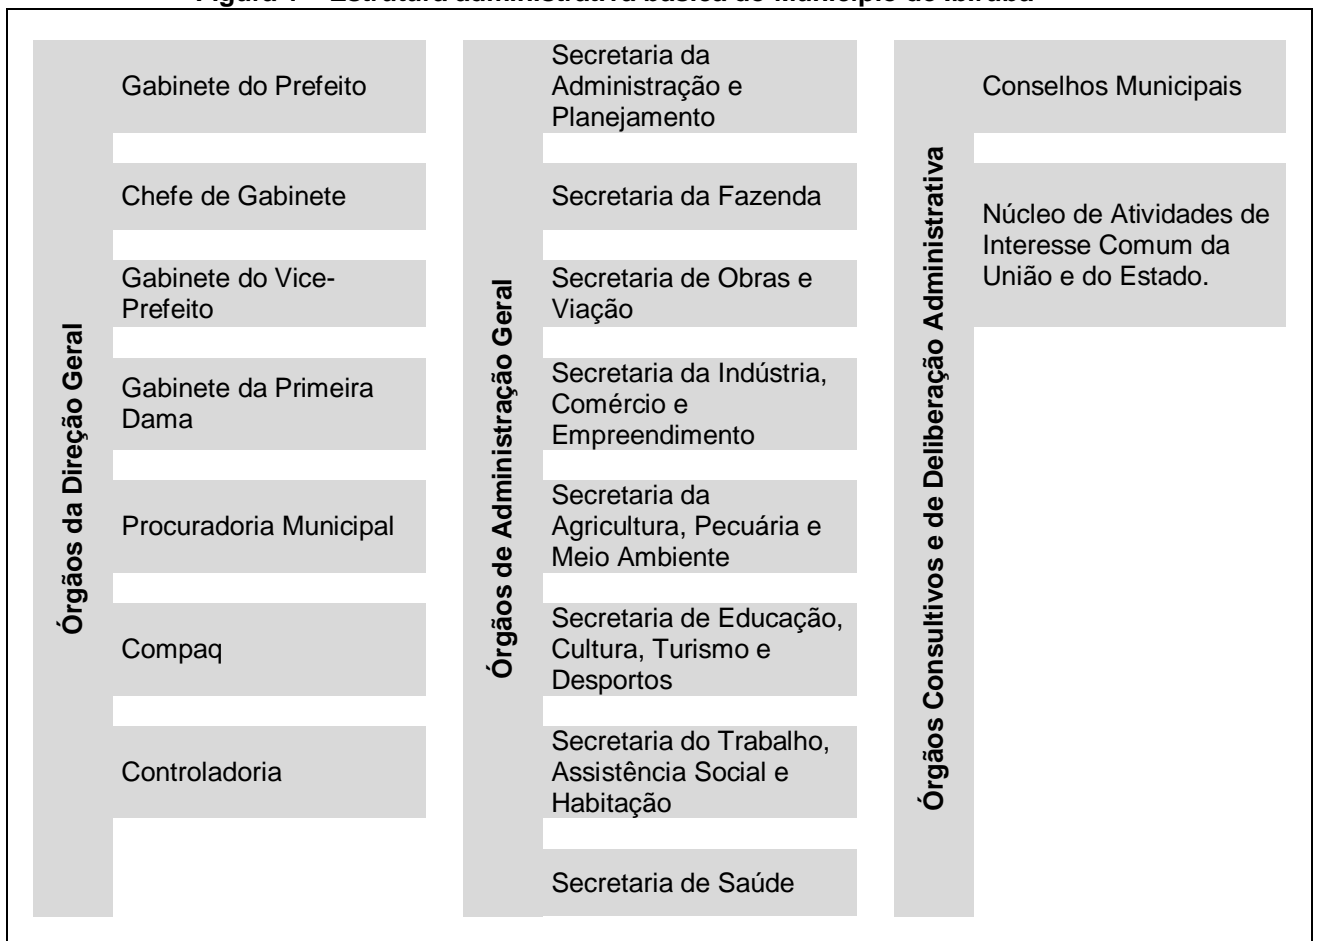 Órgãos da Direção Geral
Gabinete do Prefeito
Chefe de Gabinete
Gabinete do Vice-
Prefeito
Gabinete da Primeira
Dama
Procuradoria Municipal
Compaq
Controladoria
Órgãos de Administração Geral
Secretaria da
Administração e
Planejamento
Secretaria da Fazenda
Secretaria de Obras e
Viação
Secretaria da Indústria,
Comércio e
Empreendimento
Secretaria da
Agricultura, Pecuária e
Meio Ambiente
Secretaria de Educação,
Cultura, Turismo e
Desportos
Secretaria do Trabalho,
Assistência Social e
Habitação
Secretaria de Saúde
Órgãos Consultivos e de Deliberação Administrativa
Conselhos Municipais
Núcleo de Atividades de
Interesse Comum da
União e do Estado.